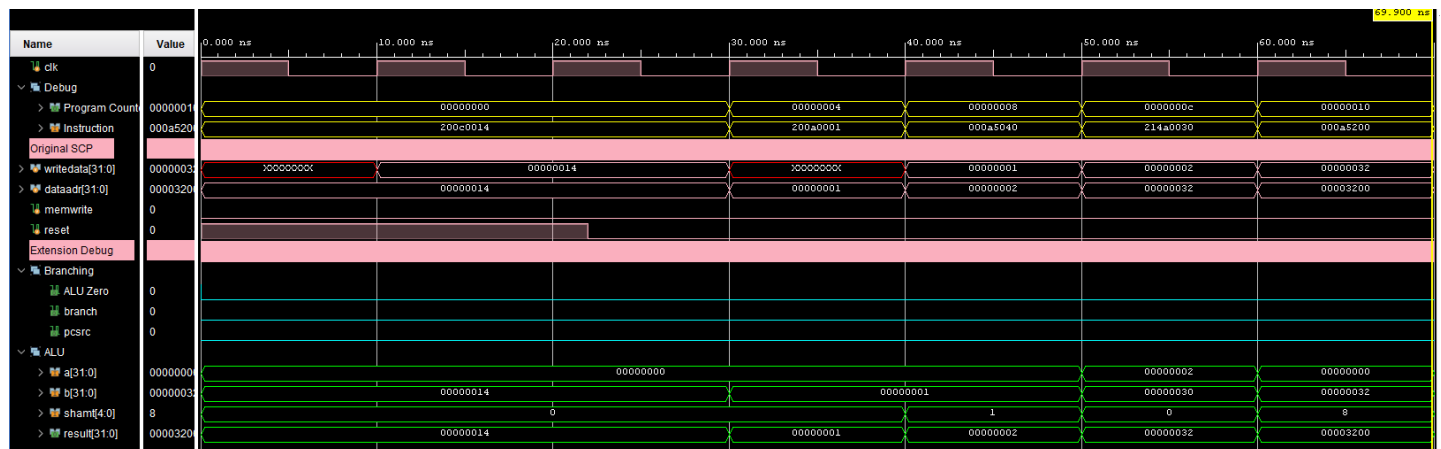 69.900 ns
Name Value 0.000 ns 10.000 ns 20.000 ns 30.000 ns 40.000 ns 50.000 ns 60.000 ns
clk 0
Debug
Program Count 0000001 00000000 00000004 00000008 0000000c 00000010
Instruction 000a520 200c0014 200a0001 000a5040 214a0030 000a5200
Original SCP
writedata[31:0] 0000003 XXXXXXXX 00000014 XXXXXXXX 00000001 00000002 00000032
dataadr[31:0] 0000320 00000014 00000001 00000002 00000032 00003200
memwrite 0
reset 0
Extension Debug
Branching
ALU Zero 0
branch 0
pcsrc 0
ALU
a[31:0] 0000000 00000000 00000002 00000000
b[31:0] 0000003 00000014 00000001 00000030 00000032
shamt[4:0] 8 0 1 0 8
result[31:0] 0000320 00000014 00000001 00000002 00000032 00003200